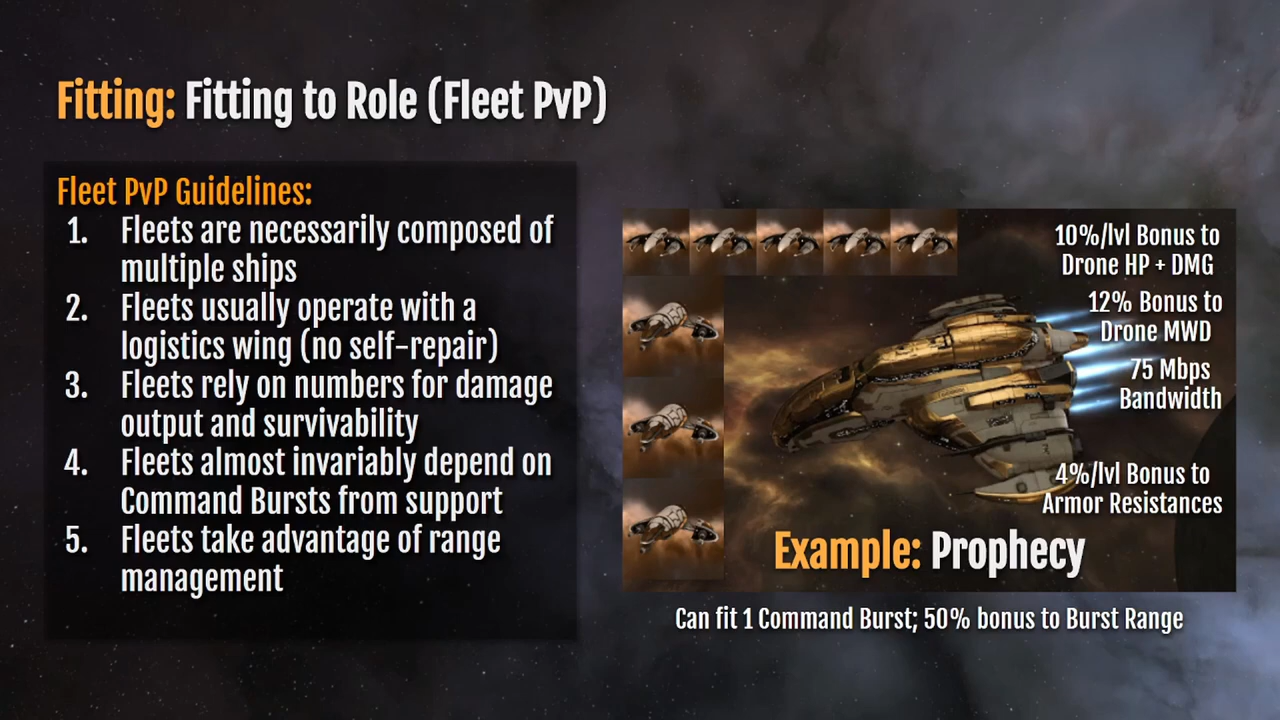 Fitting: Fitting to Role (Fleet PvP)
Fleet PvP Guidelines:
1. Fleets are necessarily composed of
multiple ships
2. Fleets usually operate with a
logistics wing (no self-repair)
3. Fleets rely on numbers for damage
output and survivability
4. Fleets almost invariably depend on
Command Bursts from support
5. Fleets take advantage of range
management
10%/lvl Bonus to
Drone HP + DMG
12% Bonus to
Drone MWD
75 Mbps
Bandwidth
4%/lvl Bonus to
Armor Resistances
Example: Prophecy
Can fit 1 Command Burst; 50% bonus to Burst Range